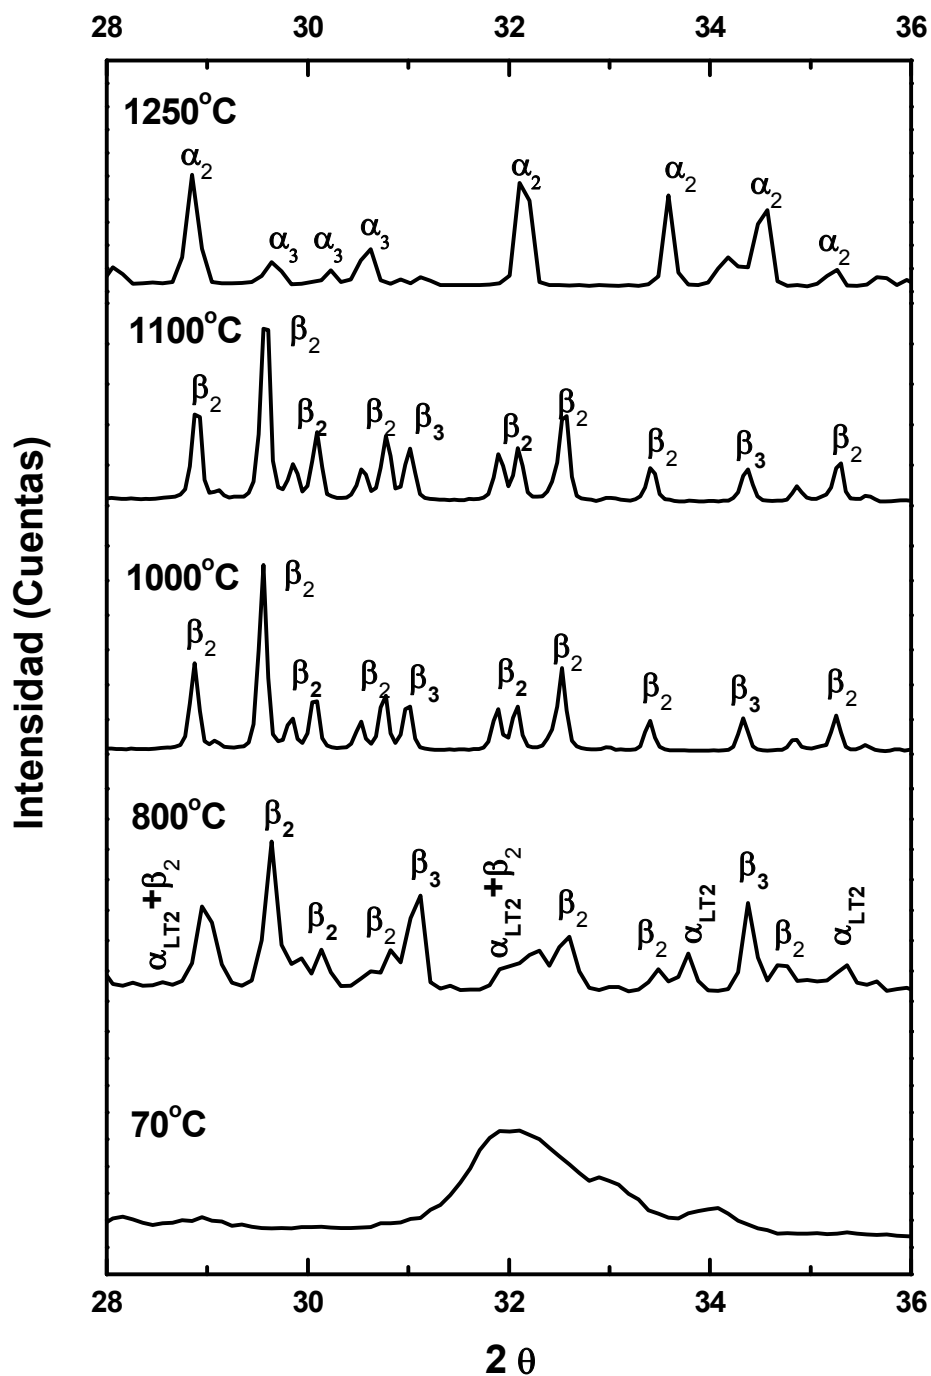 28 30 32 34 36
1250°C
α2 α3 α3 α3 α2 α2 α2 α2
1100°C
β2 β2 β2 β2 β3 β2 β2 β2 β3 β2
1000°C
β2 β2 β2 β2 β3 β2 β2 β2 β3 β2
800°C
αLT2+β2 β2 β2 β2 β3 αLT2+β2 β2 β2 αLT2 β3 β2 αLT2
70°C
28 30 32 34 36
2 θ
Intensidad (Cuentas)